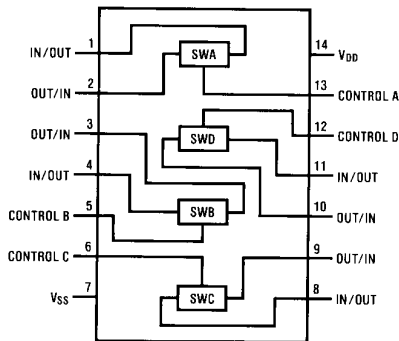 IN/OUT 1
OUT/IN 2
OUT/IN 3
IN/OUT 4
CONTROL B 5
CONTROL C 6
VSS 7
SWA
SWD
SWB
SWC
14 VDD
13 CONTROL A
12 CONTROL D
11 IN/OUT
10 OUT/IN
9 OUT/IN
8 IN/OUT